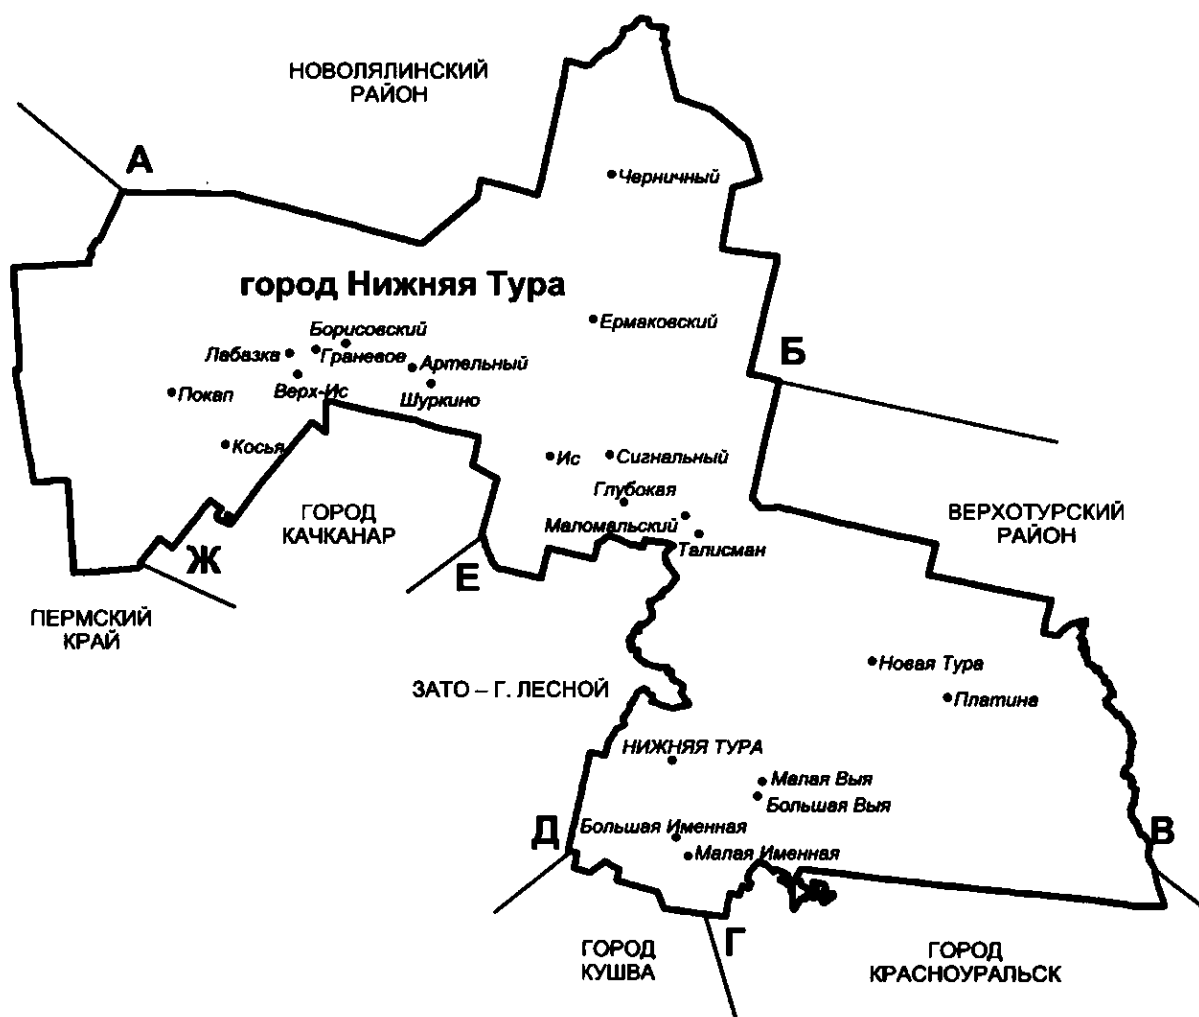 НОВОЛЯЛИНСКИЙ
РАЙОН
А
Черничный
город Нижняя Тура
Ермаковский
Борисовский
Лабазка
Граневое
Артельный
Б
Покап
Верх-Ис
Шуркино
Косья
Ис
Сигнальный
Глубокая
ГОРОД
КАЧКАНАР
Маломальский
Талисман
ВЕРХОТУРСКИЙ
РАЙОН
Ж
Е
ПЕРМСКИЙ
КРАЙ
ЗАТО – Г. ЛЕСНОЙ
Новая Тура
Платина
НИЖНЯЯ ТУРА
Малая Выя
Большая Выя
Д
Большая Именная
Малая Именная
В
Г
ГОРОД
КУШВА
ГОРОД
КРАСНОУРАЛЬСК